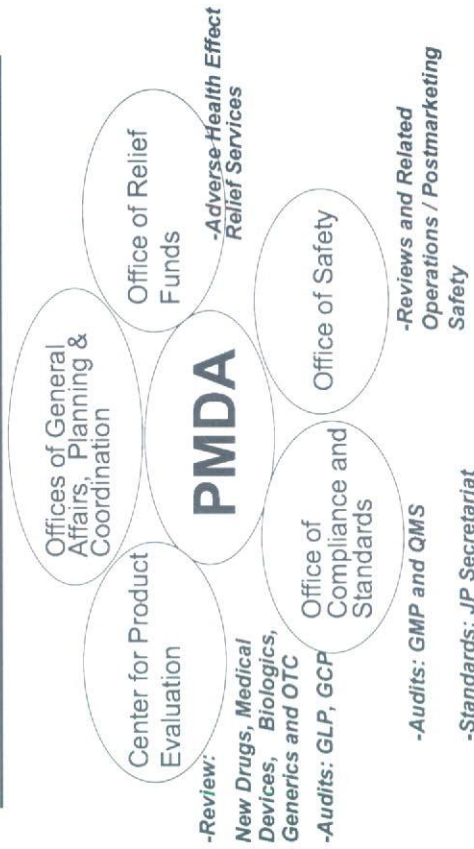 Offices of General
Affairs, Planning &
Coordination
Center for Product
Evaluation
PMDA
Office of Relief
Funds
-Adverse Health Effect
Relief Services
-Review:
New Drugs, Medical
Devices, Biologics,
Generics and OTC
-Audits: GLP, GCP
Office of
Compliance and
Standards
-Audits: GMP and QMS
-Standards: JP Secretariat
Office of Safety
-Reviews and Related
Operations / Postmarketing
Safety